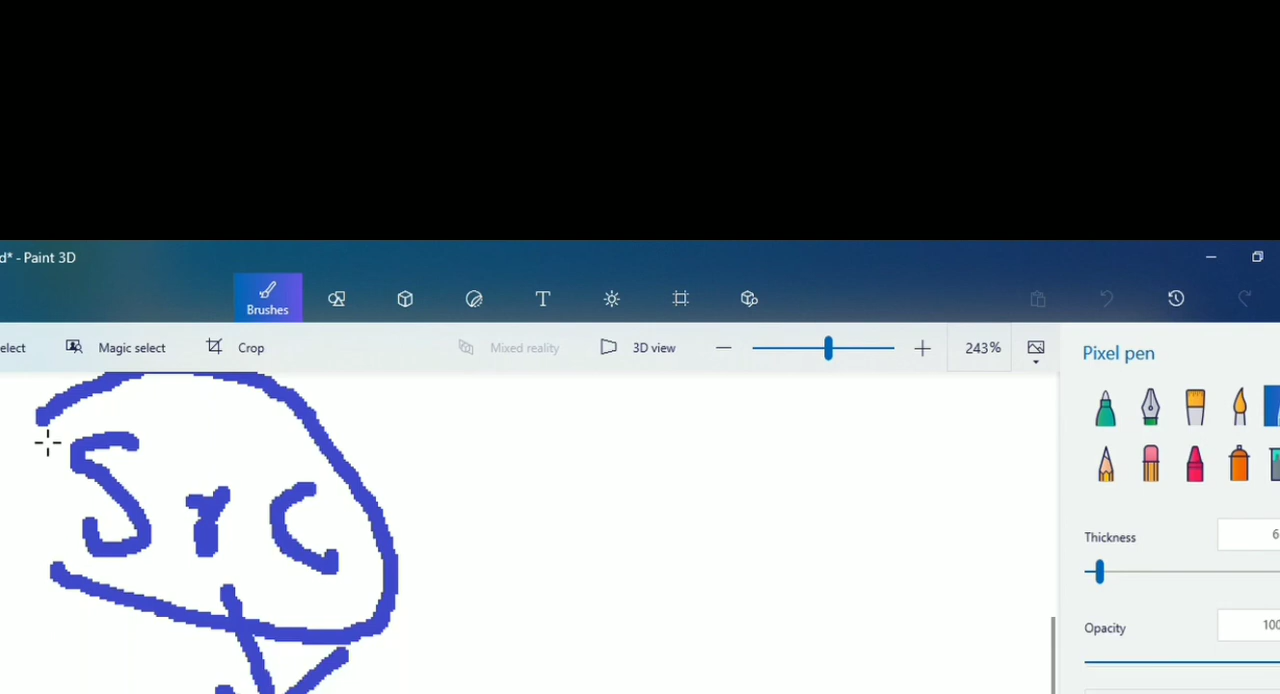 d* - Paint 3D
Brushes
elect Magic select Crop Mixed reality 3D view 243%
Pixel pen
Src
Thickness 6
Opacity 100